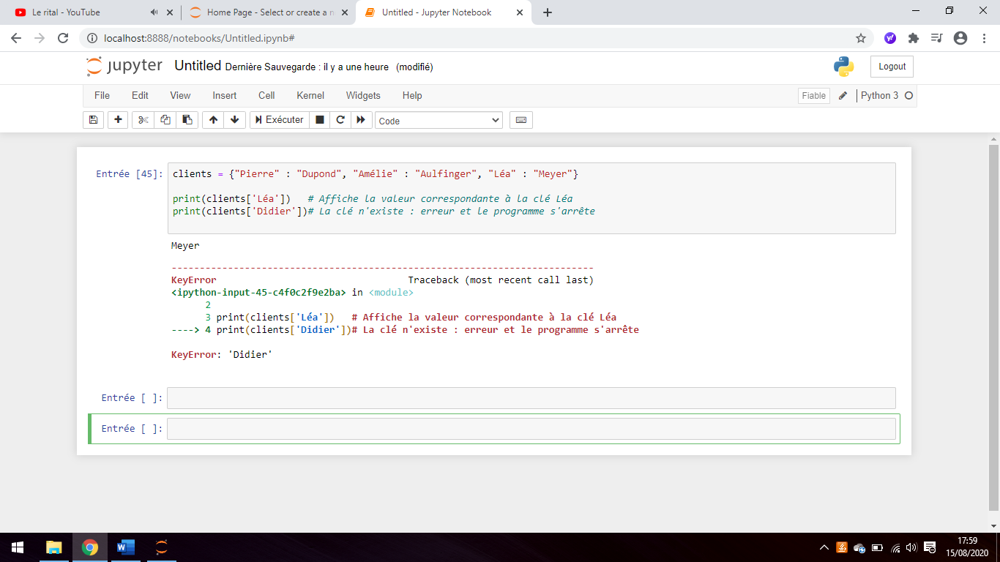 Le rital - YouTube
Home Page - Select or create a n
Untitled - Jupyter Notebook
localhost:8888/notebooks/Untitled.ipynb#
jupyter Untitled Dernière Sauvegarde : il y a une heure (modifié)
Logout
File Edit View Insert Cell Kernel Widgets Help
Fiable
Python 3
Exécuter
Code
Entrée [45]: clients = {"Pierre" : "Dupond", "Amélie" : "Aulfinger", "Léa" : "Meyer"}
print(clients['Léa'])   # Affiche la valeur correspondante à la clé Léa
print(clients['Didier'])# La clé n'existe : erreur et le programme s'arrête
Meyer
---------------------------------------------------------------------------
KeyError                                  Traceback (most recent call last)
<ipython-input-45-c4f0c2f9e2ba> in <module>
      2
      3 print(clients['Léa'])   # Affiche la valeur correspondante à la clé Léa
----> 4 print(clients['Didier'])# La clé n'existe : erreur et le programme s'arrête
KeyError: 'Didier'
Entrée [ ]:
Entrée [ ]:
17:59
15/08/2020